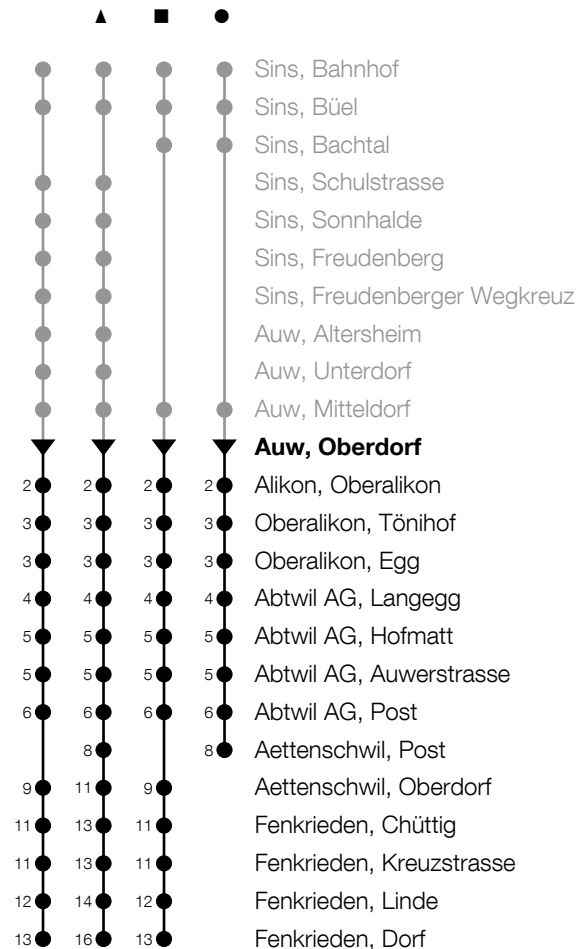 ▲ ■ ●
Sins, Bahnhof
Sins, Büel
Sins, Bachtal
Sins, Schulstrasse
Sins, Sonnhalde
Sins, Freudenberg
Sins, Freudenberger Wegkreuz
Auw, Altersheim
Auw, Unterdorf
Auw, Mitteldorf
Auw, Oberdorf
2 2 2 2 Alikon, Oberalikon
3 3 3 3 Oberalikon, Tönihof
3 3 3 3 Oberalikon, Egg
4 4 4 4 Abtwil AG, Langegg
5 5 5 5 Abtwil AG, Hofmatt
5 5 5 5 Abtwil AG, Auwerstrasse
6 6 6 6 Abtwil AG, Post
8 8 Aettenschwil, Post
9 11 9 Aettenschwil, Oberdorf
11 13 11 Fenkrieden, Chüttig
11 13 11 Fenkrieden, Kreuzstrasse
12 14 12 Fenkrieden, Linde
13 16 13 Fenkrieden, Dorf